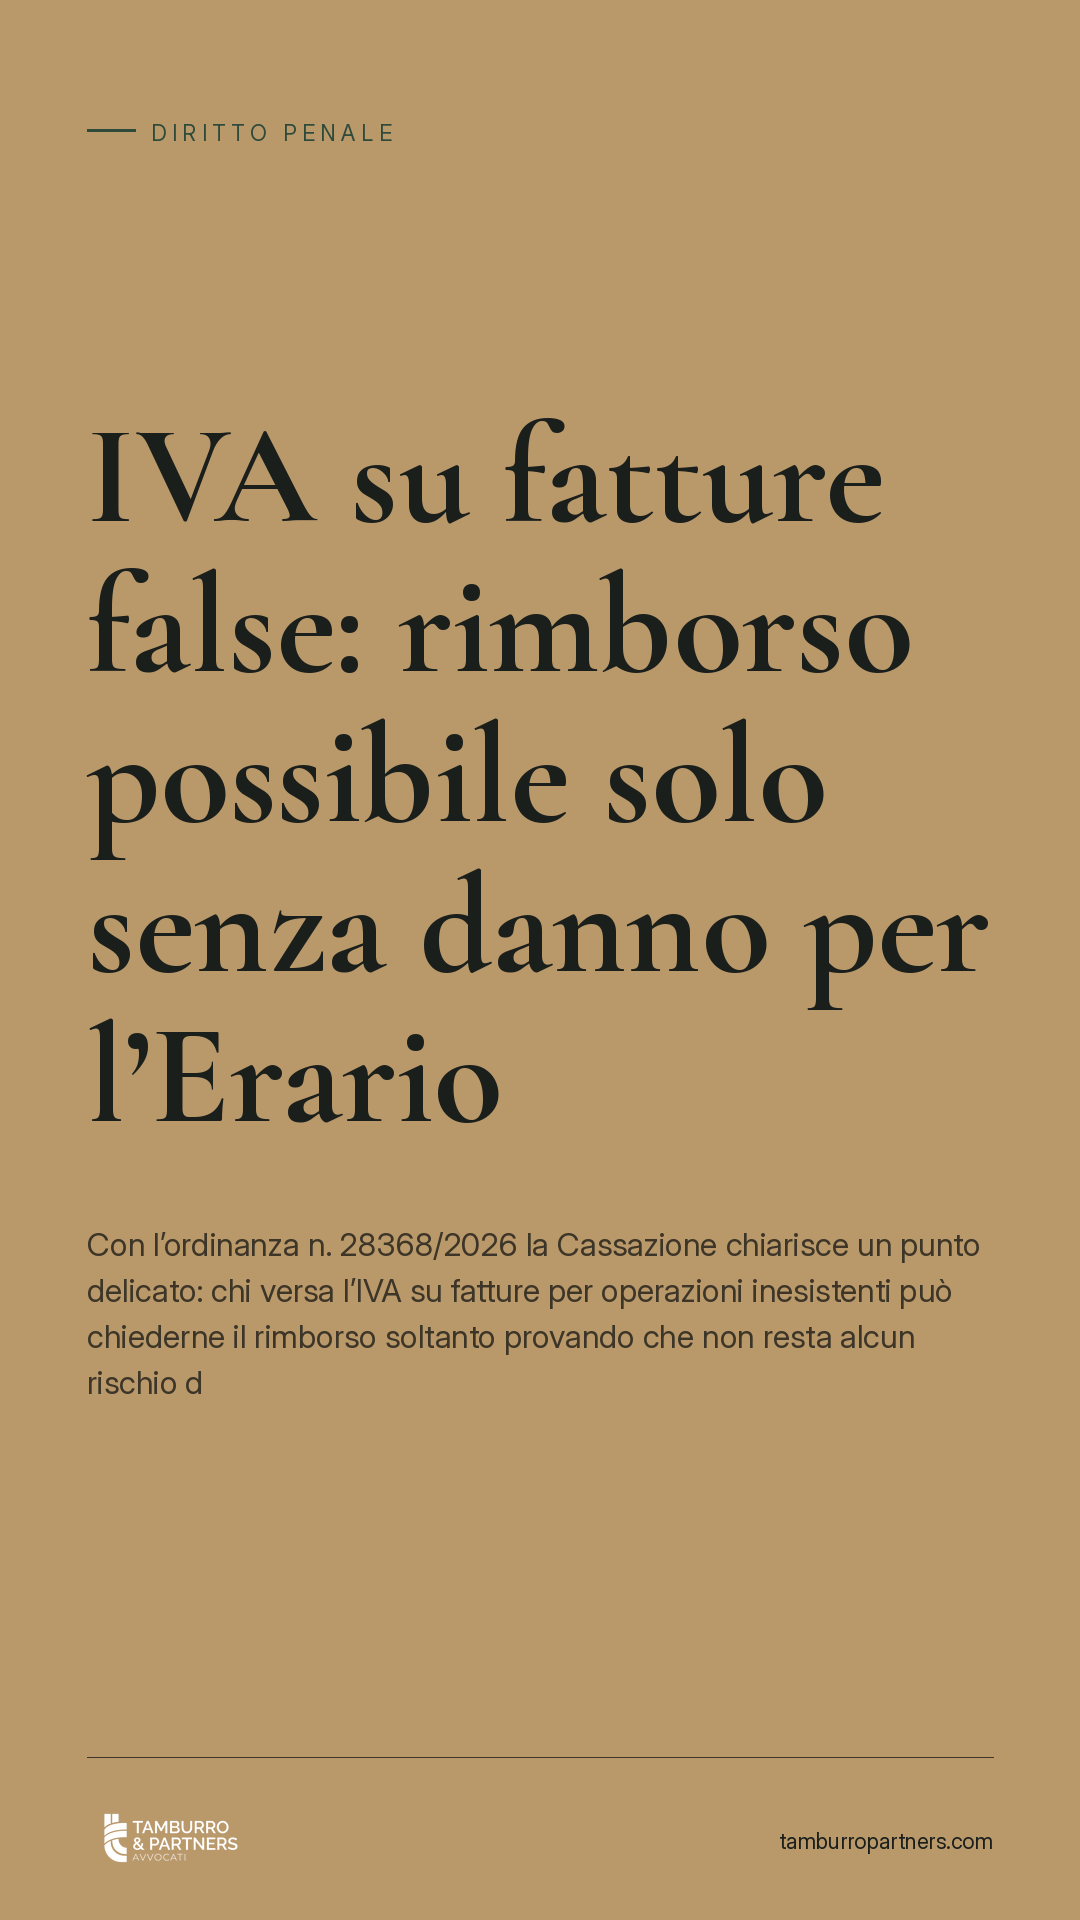 DIRITTO PENALE
IVA su fatture
false: rimborso
possibile solo
senza danno per
l’Erario
Con l’ordinanza n. 28368/2026 la Cassazione chiarisce un punto
delicato: chi versa l’IVA su fatture per operazioni inesistenti può
chiederne il rimborso soltanto provando che non resta alcun
rischio d
TAMBURRO
& PARTNERS
AVVOCATI
tamburropartners.com